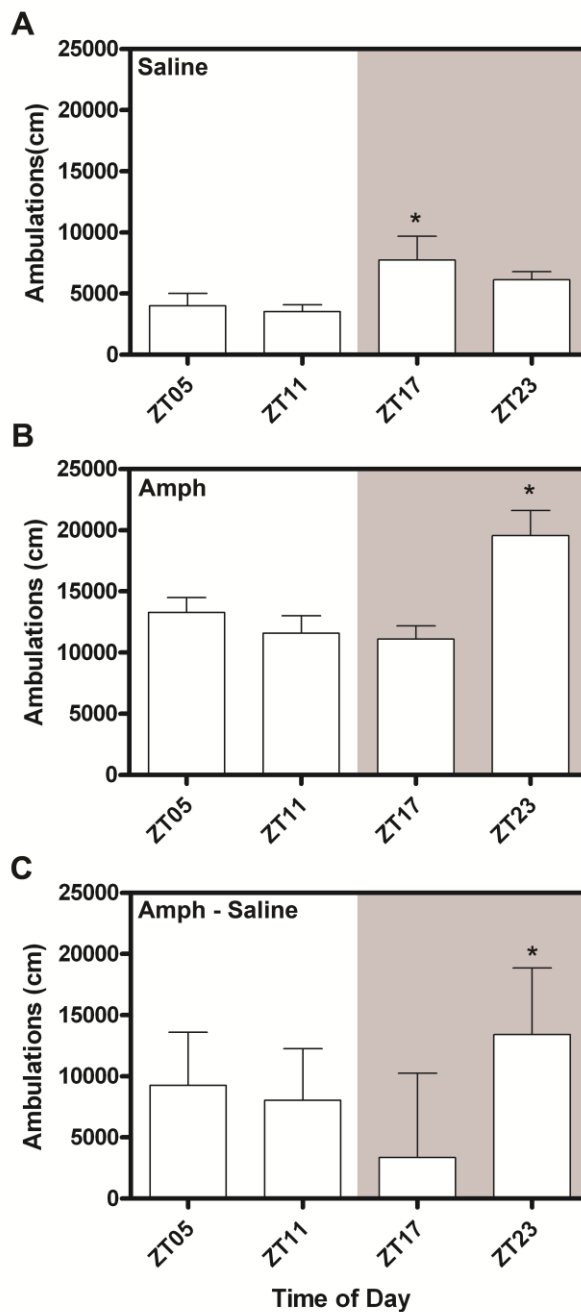 A
Saline
Ambulations(cm)
25000
20000
15000
10000
5000
0
*
ZT05
ZT11
ZT17
ZT23
B
Amph
Ambulations (cm)
25000
20000
15000
10000
5000
0
*
ZT05
ZT11
ZT17
ZT23
C
Amph - Saline
Ambulations (cm)
25000
20000
15000
10000
5000
0
*
ZT05
ZT11
ZT17
ZT23
Time of Day